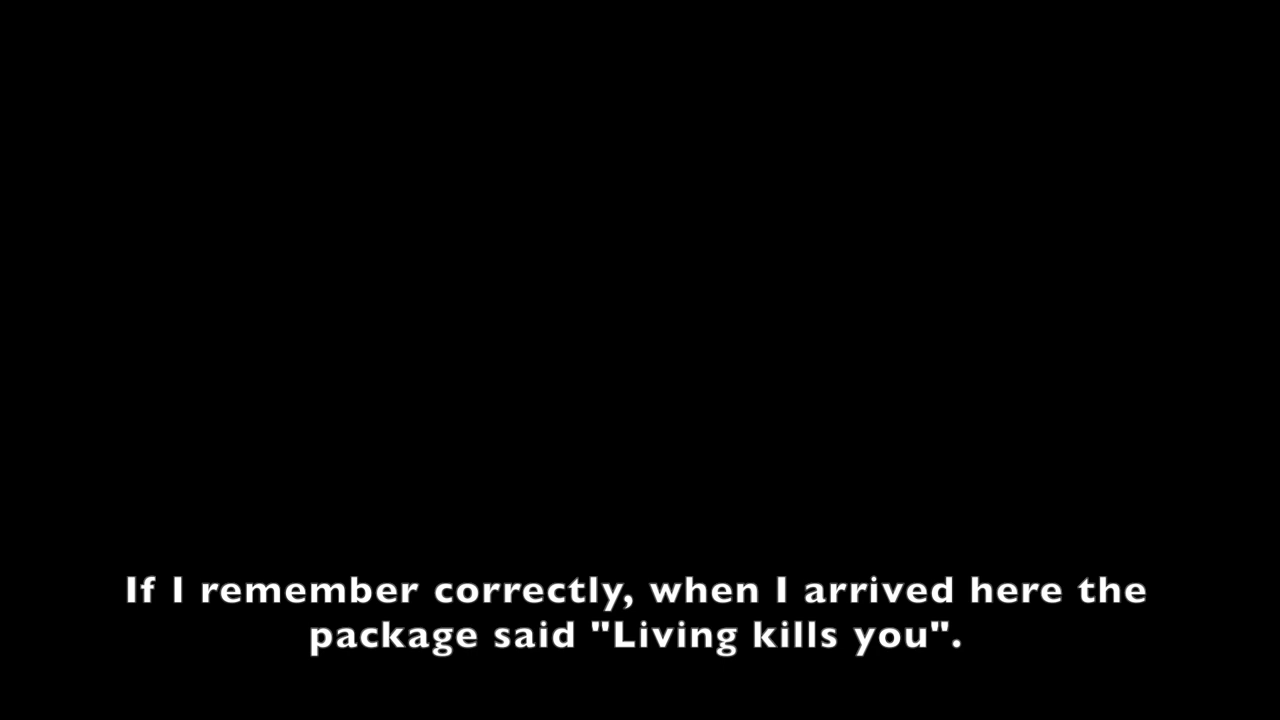 If I remember correctly, when I arrived here the
package said "Living kills you".